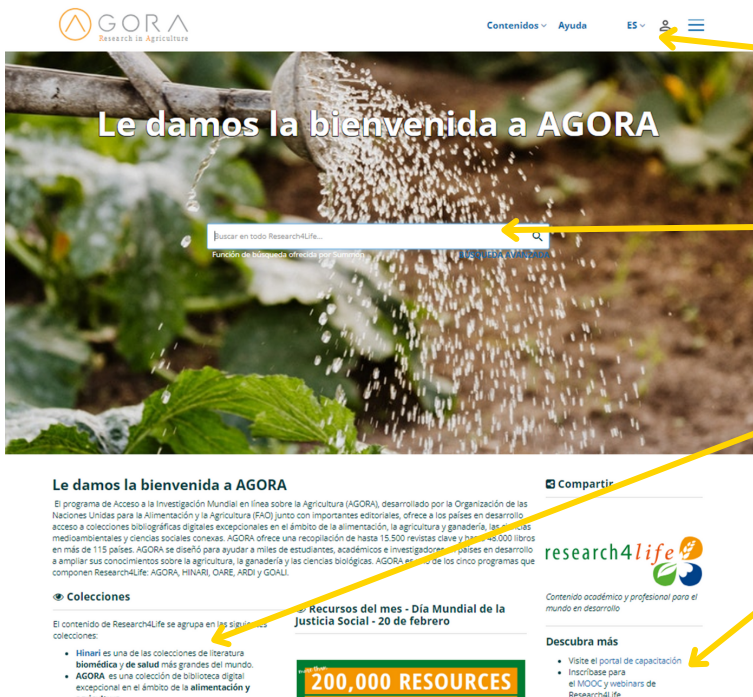 AGORA
Research in Agriculture
Contenidos
Ayuda
ES
Le damos la bienvenida a AGORA
Buscar en todo Research4Life...
Función de búsqueda ofrecida por Summon
BÚSQUEDA AVANZADA
Le damos la bienvenida a AGORA
El programa de Acceso a la Investigación Mundial en línea sobre la Agricultura (AGORA), desarrollado por la Organización de las
Naciones Unidas para la Alimentación y la Agricultura (FAO) junto con importantes editoriales, ofrece a los países en desarrollo
acceso a colecciones bibliográficas digitales excepcionales en el ámbito de la alimentación, la agricultura y ganadería, las ciencias
medioambientales y ciencias sociales conexas. AGORA ofrece una recopilación de hasta 15.500 revistas clave y hasta 48.000 libros
en más de 115 países. AGORA se diseñó para ayudar a miles de estudiantes, académicos e investigadores en países en desarrollo
a ampliar sus conocimientos sobre la agricultura, la ganadería y las ciencias biológicas. AGORA es uno de los cinco programas que
componen Research4Life: AGORA, HINARI, OARE, ARDI y GOALI.
Colecciones
El contenido de Research4Life se agrupa en las siguientes
colecciones:
Hinari es una de las colecciones de literatura
biomédica y de salud más grandes del mundo.
AGORA es una colección de biblioteca digital
excepcional en el ámbito de la alimentación y
Recursos del mes - Día Mundial de la
Justicia Social - 20 de febrero
more than
200,000 RESOURCES
Compartir
research4life
Contenido académico y profesional para el
mundo en desarrollo
Descubra más
Visite el portal de capacitación
Inscríbase para
el MOOC y webinars de
Research4Life